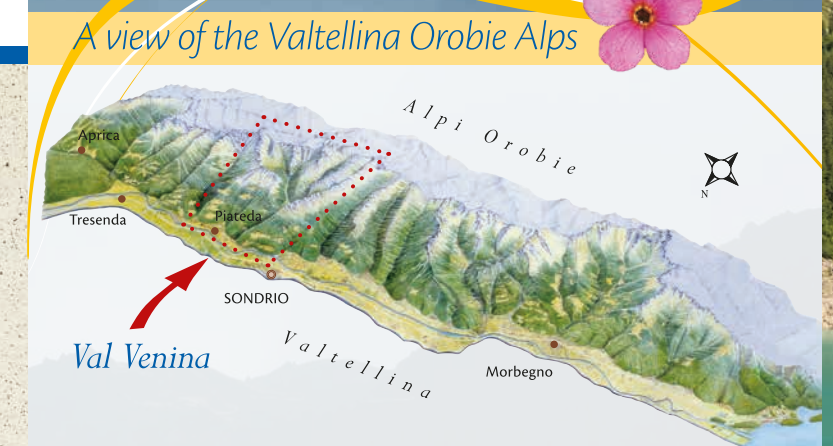 A view of the Valtellina Orobie Alps
Alpi Orobie
Aprica
N
Tresenda
Piateda
SONDRIO
Val Venina
Valtellina
Morbegno